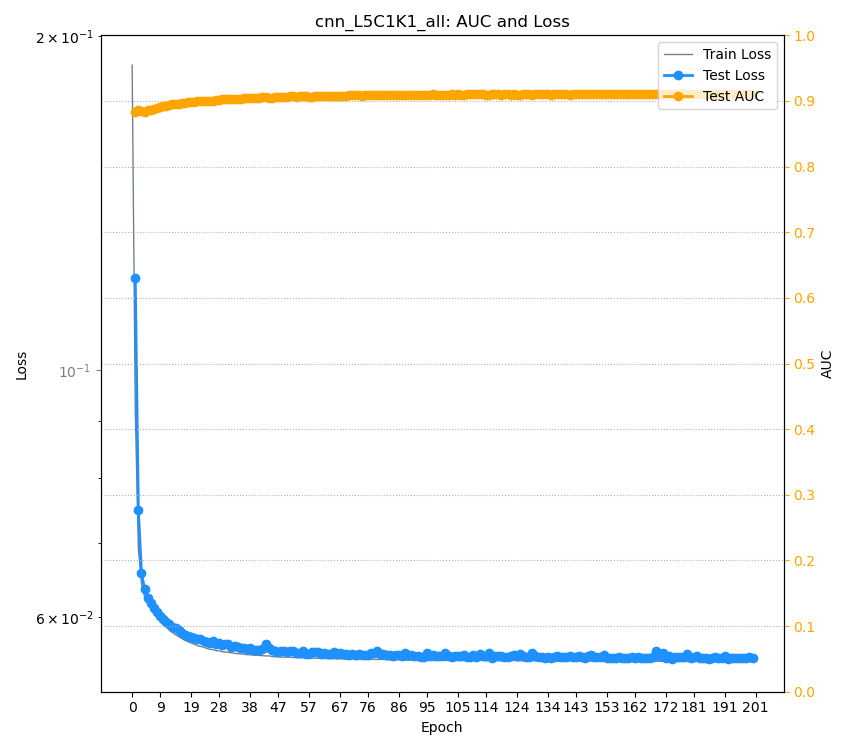 cnn_L5C1K1_all: AUC and Loss
Train Loss
Test Loss
Test AUC
Loss
2 × 10⁻¹
10⁻¹
6 × 10⁻²
AUC
1.0
0.9
0.8
0.7
0.6
0.5
0.4
0.3
0.2
0.1
0.0
0 9 19 28 38 47 57 67 76 86 95 105 114 124 134 143 153 162 172 181 191 201
Epoch